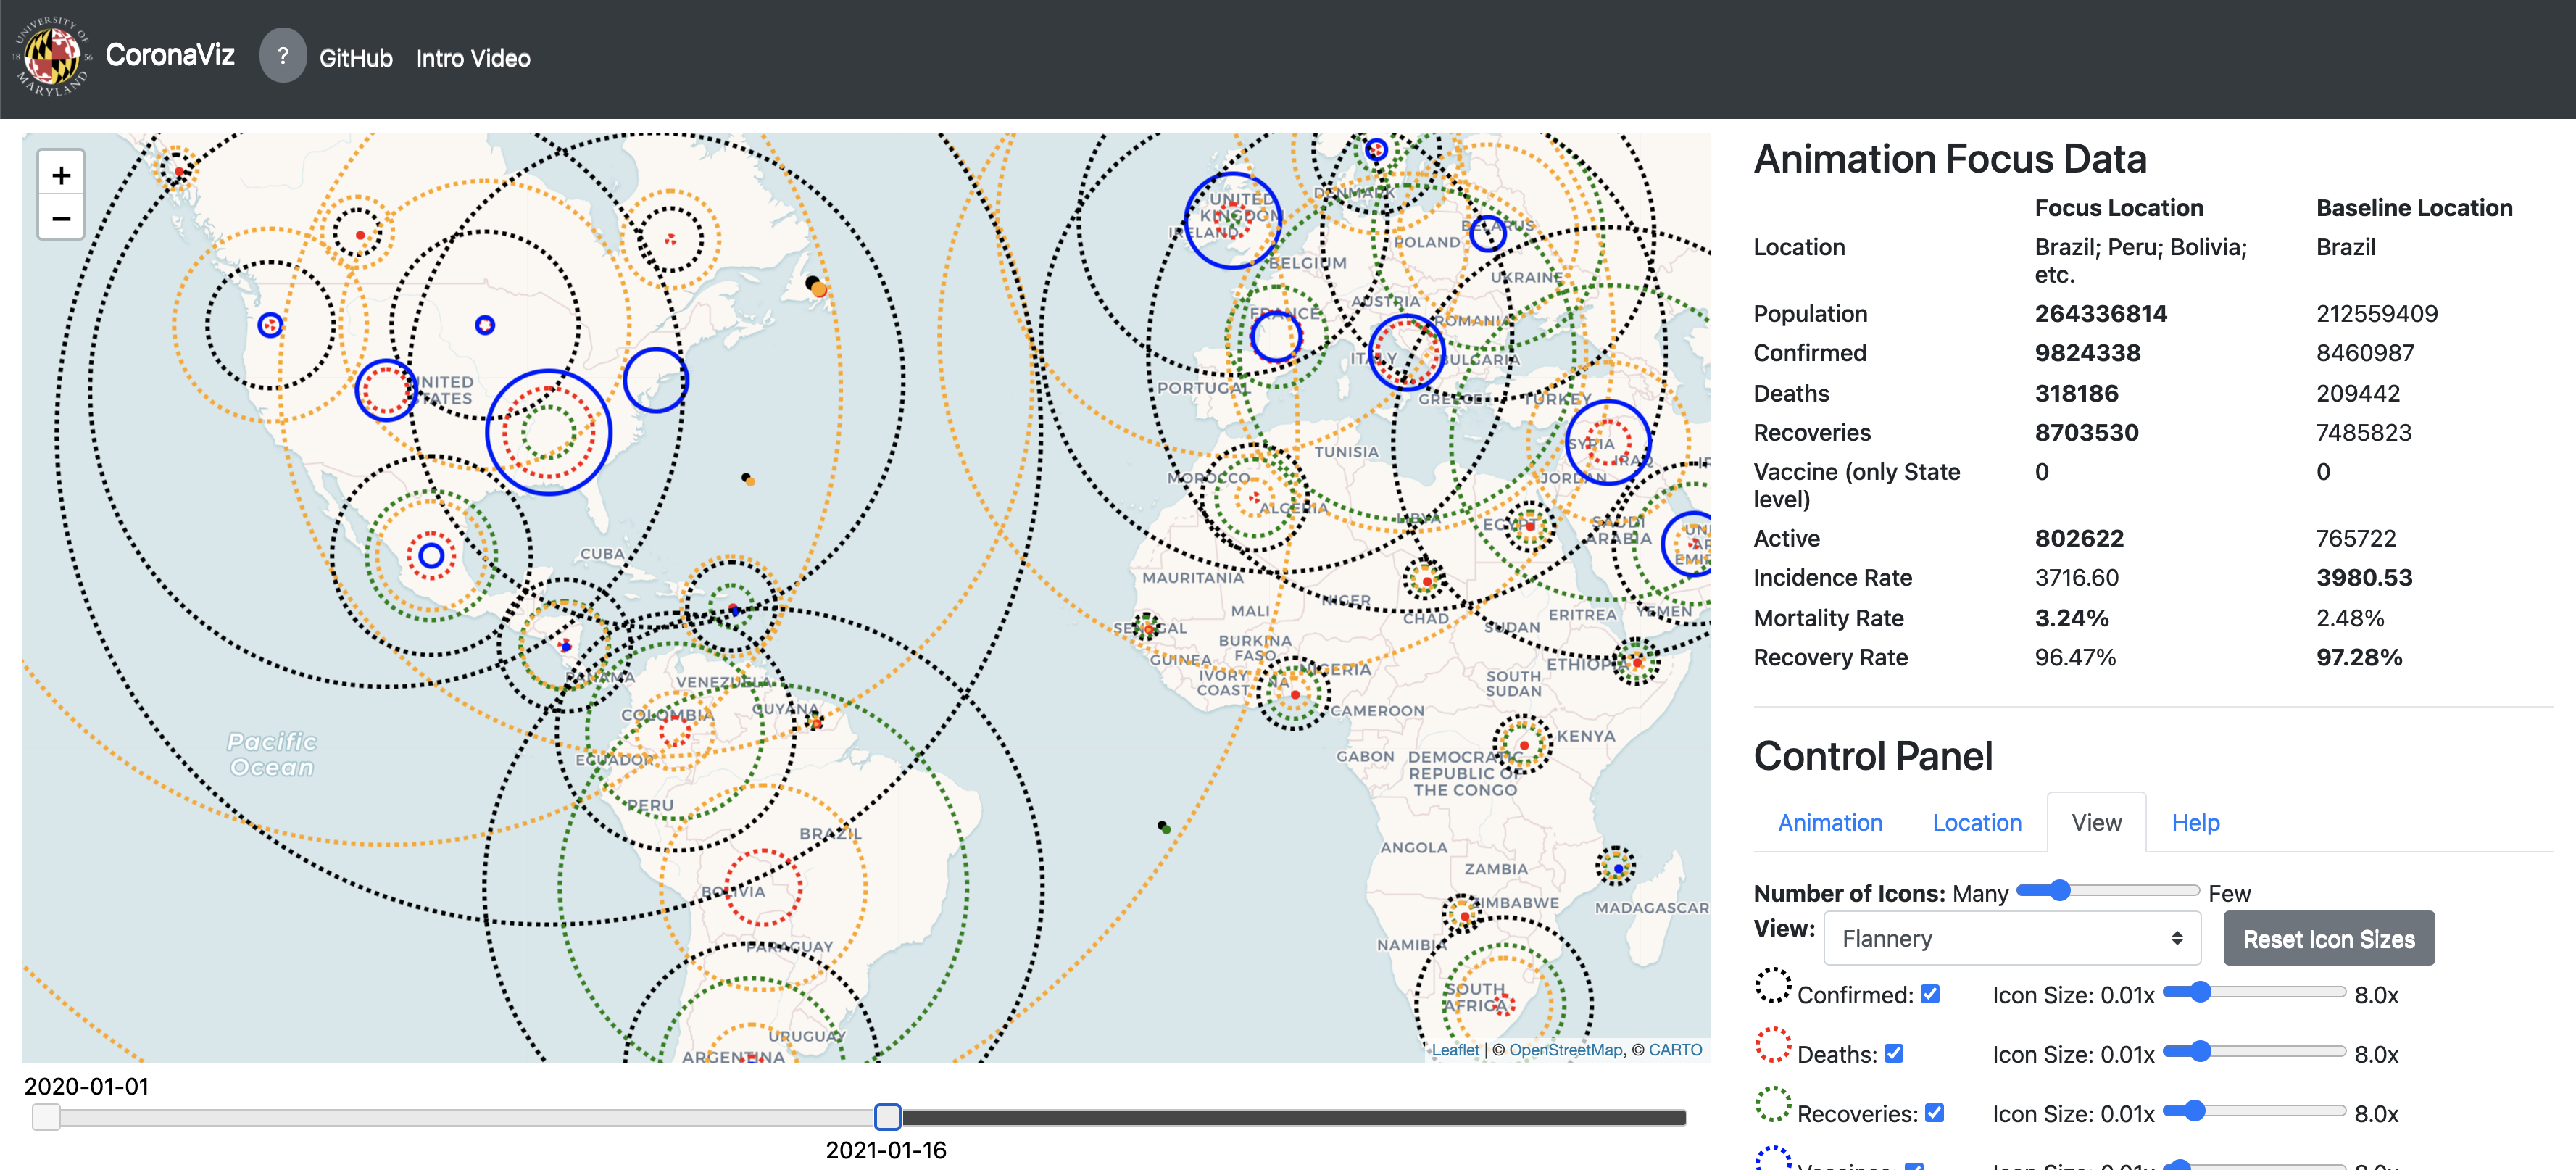 UNIVERSITY OF
18 56
MARYLAND
CoronaViz
?
GitHub
Intro Video
+
−
UNITED
KINGDOM
IRELAND
DENMARK
BELARUS
POLAND
BELGIUM
UKRAINE
AUSTRIA
FRANCE
ROMANIA
ITALY
BULGARIA
PORTUGAL
GREECE
TURKEY
UNITED
STATES
TUNISIA
SYRIA
IRAQ
MOROCCO
JORDAN
ALGERIA
LIBYA
EGYPT
SAUDI
ARABIA
CUBA
MAURITANIA
MALI
NIGER
CHAD
ERITREA
YEMEN
SENEGAL
SUDAN
BURKINA
FASO
GUINEA
IVORY
COAST
NIGERIA
ETHIOPIA
SOUTH
SUDAN
PANAMA
VENEZUELA
COLOMBIA
GUYANA
CAMEROON
Pacific
Ocean
ECUADOR
GABON
DEMOCRATIC
REPUBLIC OF
THE CONGO
KENYA
PERU
BRAZIL
ANGOLA
ZAMBIA
BOLIVIA
ZIMBABWE
MADAGASCAR
PARAGUAY
NAMIBIA
SOUTH
AFRICA
URUGUAY
ARGENTINA
Leaflet | © OpenStreetMap, © CARTO
2020-01-01
2021-01-16
Animation Focus Data
Focus Location Baseline Location
Location Brazil; Peru; Bolivia; Brazil
etc.
Population 264336814 212559409
Confirmed 9824338 8460987
Deaths 318186 209442
Recoveries 8703530 7485823
Vaccine (only State 0 0
level)
Active 802622 765722
Incidence Rate 3716.60 3980.53
Mortality Rate 3.24% 2.48%
Recovery Rate 96.47% 97.28%
Control Panel
Animation Location View Help
Number of Icons: Many Few
View: Flannery Reset Icon Sizes
Confirmed: Icon Size: 0.01x 8.0x
Deaths: Icon Size: 0.01x 8.0x
Recoveries: Icon Size: 0.01x 8.0x